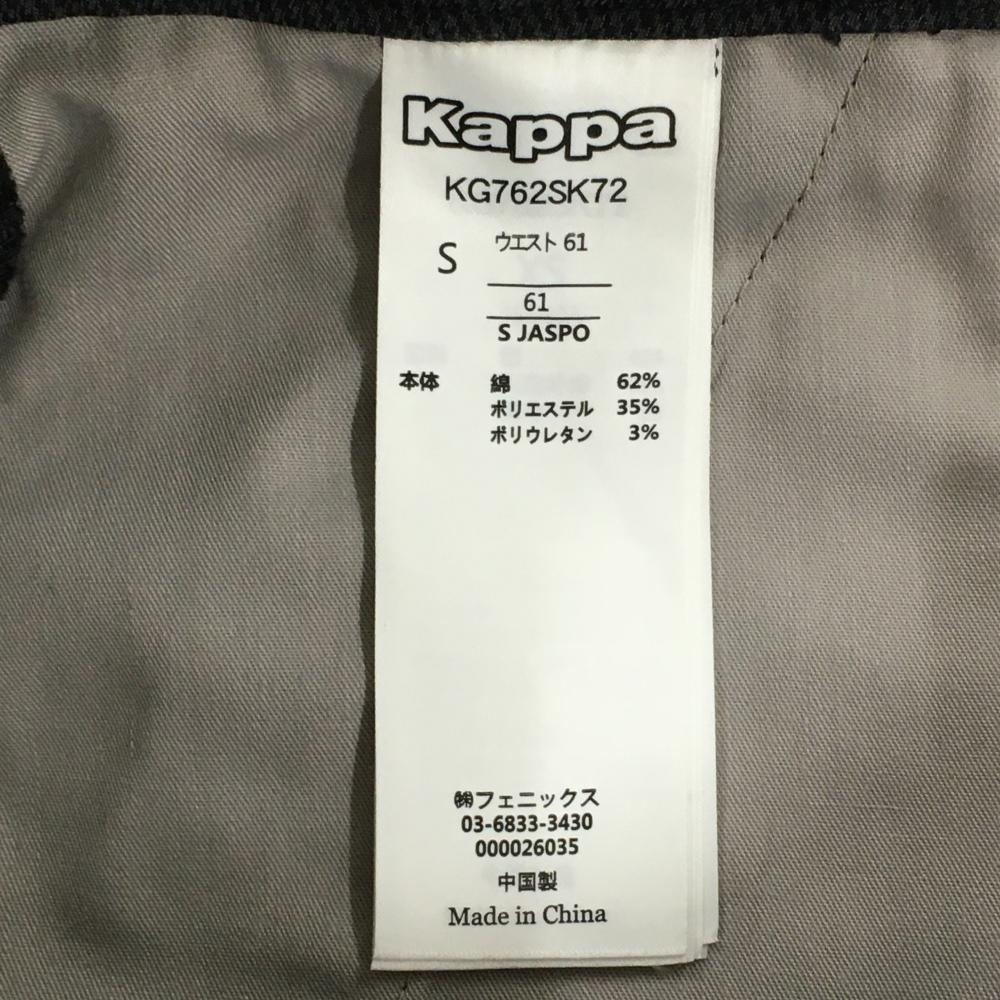 Kappa
KG762SK72
S ウエスト 61
61
S JASPO
本体 綿 62%
ポリエステル 35%
ポリウレタン 3%
㈱フェニックス
03-6833-3430
000026035
中国製
Made in China